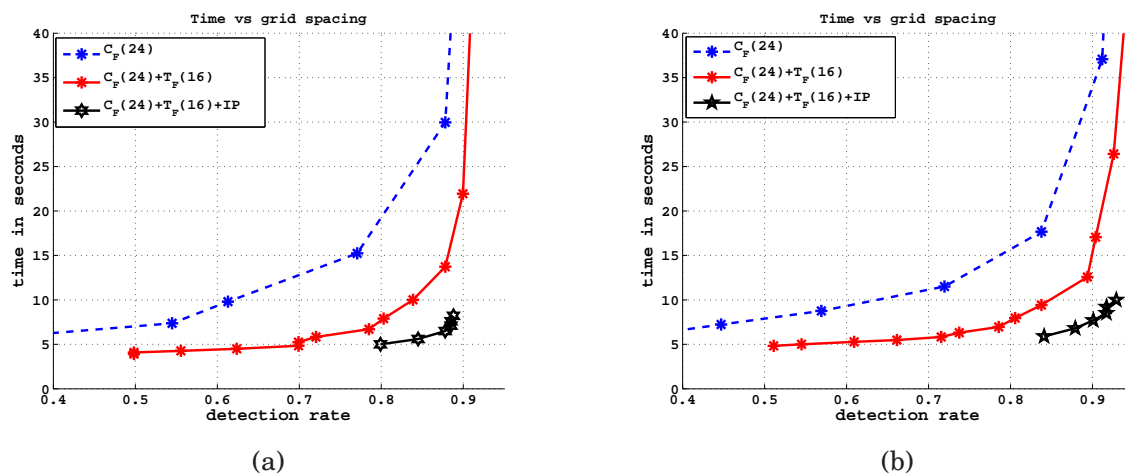 Time vs grid spacing
40
35
30
25
20
15
10
5
0
time in seconds
C_F(24)
C_F(24)+T_F(16)
C_F(24)+T_F(16)+IP
0.4 0.5 0.6 0.7 0.8 0.9
detection rate
(a)
Time vs grid spacing
40
35
30
25
20
15
10
5
0
time in seconds
C_F(24)
C_F(24)+T_F(16)
C_F(24)+T_F(16)+IP
0.4 0.5 0.6 0.7 0.8 0.9
detection rate
(b)